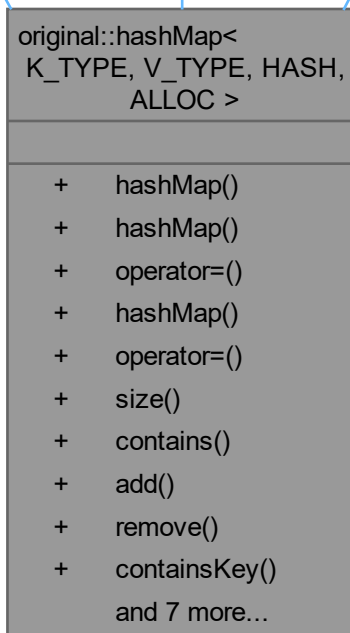 original::hashMap<
K_TYPE, V_TYPE, HASH,
ALLOC >
+ hashMap()
+ hashMap()
+ operator=()
+ hashMap()
+ operator=()
+ size()
+ contains()
+ add()
+ remove()
+ containsKey()
and 7 more...